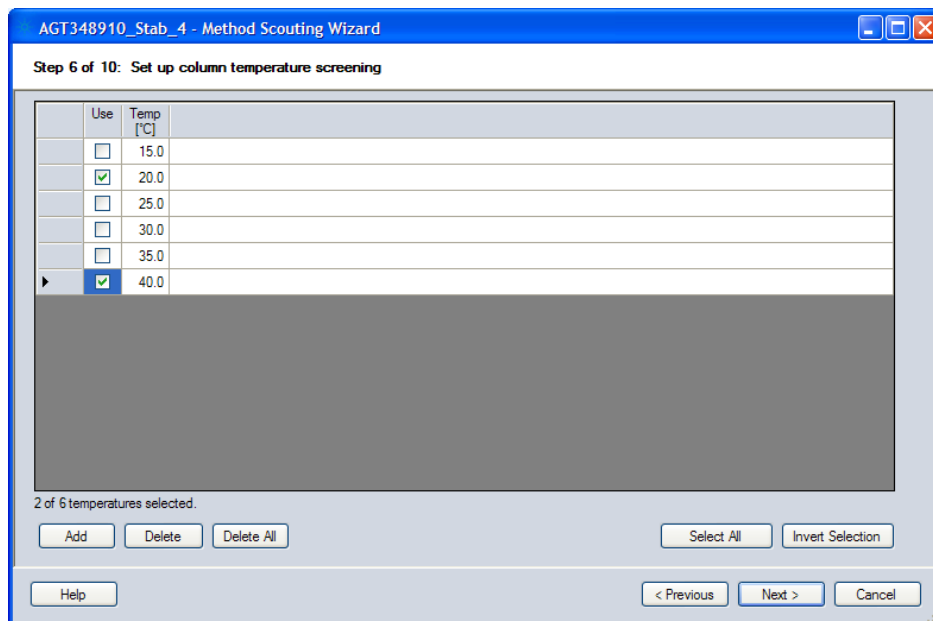 AGT348910_Stab_4 - Method Scouting Wizard
Step 6 of 10: Set up column temperature screening
Use Temp [°C]
15.0
20.0
25.0
30.0
35.0
40.0
2 of 6 temperatures selected.
Add Delete Delete All Select All Invert Selection
Help < Previous Next > Cancel